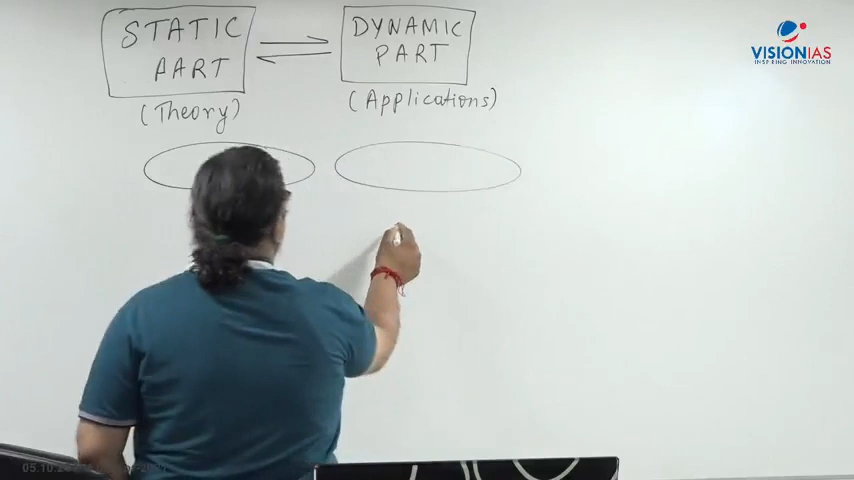 STATIC
PART
(Theory)
DYNAMIC
PART
(Applications)
VISIONIAS
INSPIRING INNOVATION